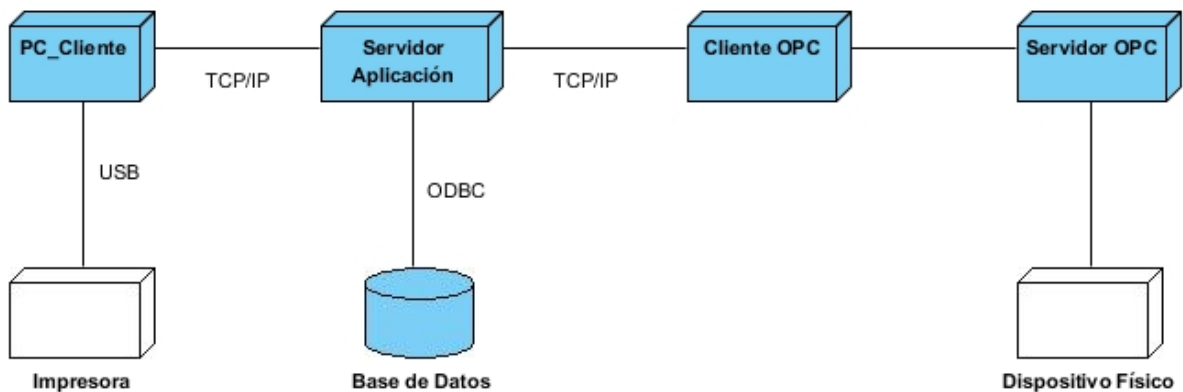 PC_Cliente
Servidor
Aplicación
Cliente OPC
Servidor OPC
TCP/IP
TCP/IP
USB
ODBC
Impresora
Base de Datos
Dispositivo Físico